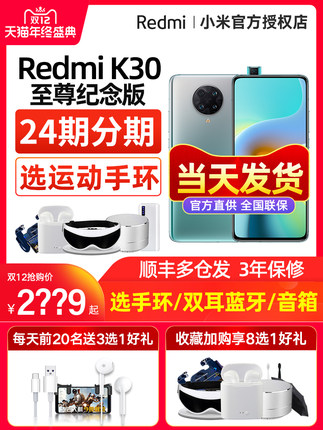 双12
天猫年终盛典
Redmi | 小米官方授权店
Redmi K30
至尊纪念版
24期分期
选运动手环
当天发货
官方直供 全国联保
双12抢购价
2??9起
顺丰多仓发 3年保修
选手环/双耳蓝牙/音箱
每天前20名送3选1好礼
收藏加购享8选1好礼